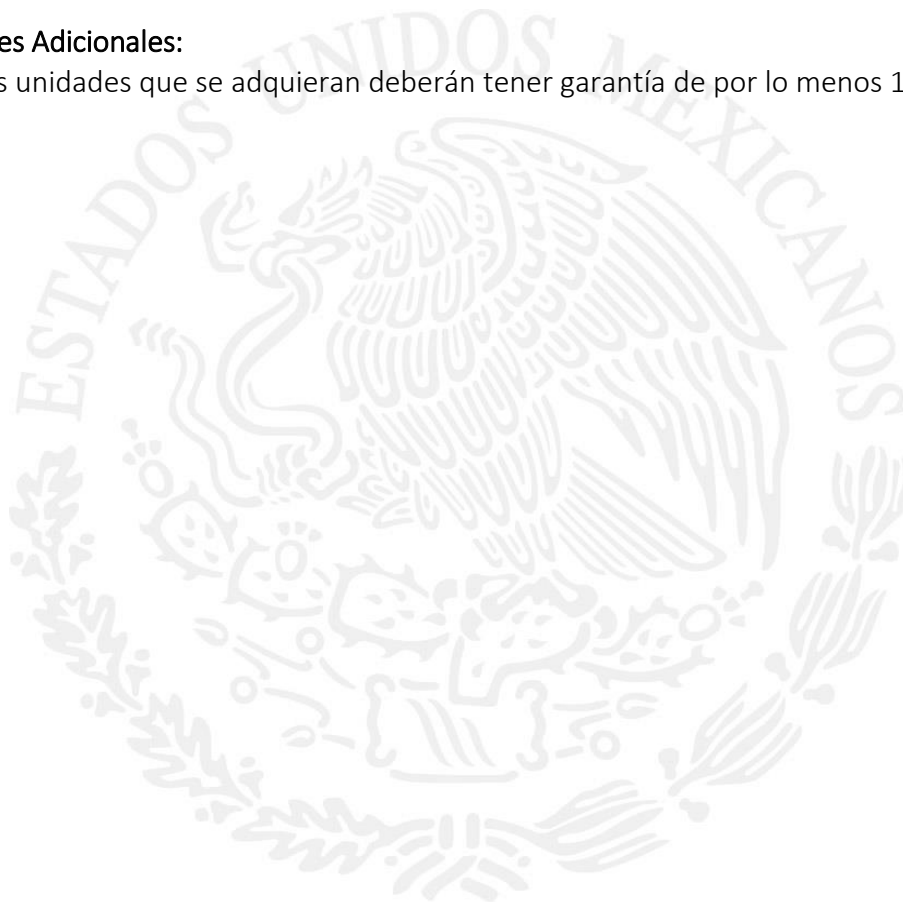 es Adicionales:
s unidades que se adquieran deberán tener garantía de por lo menos 1
ESTADOS UNIDOS MEXICANOS